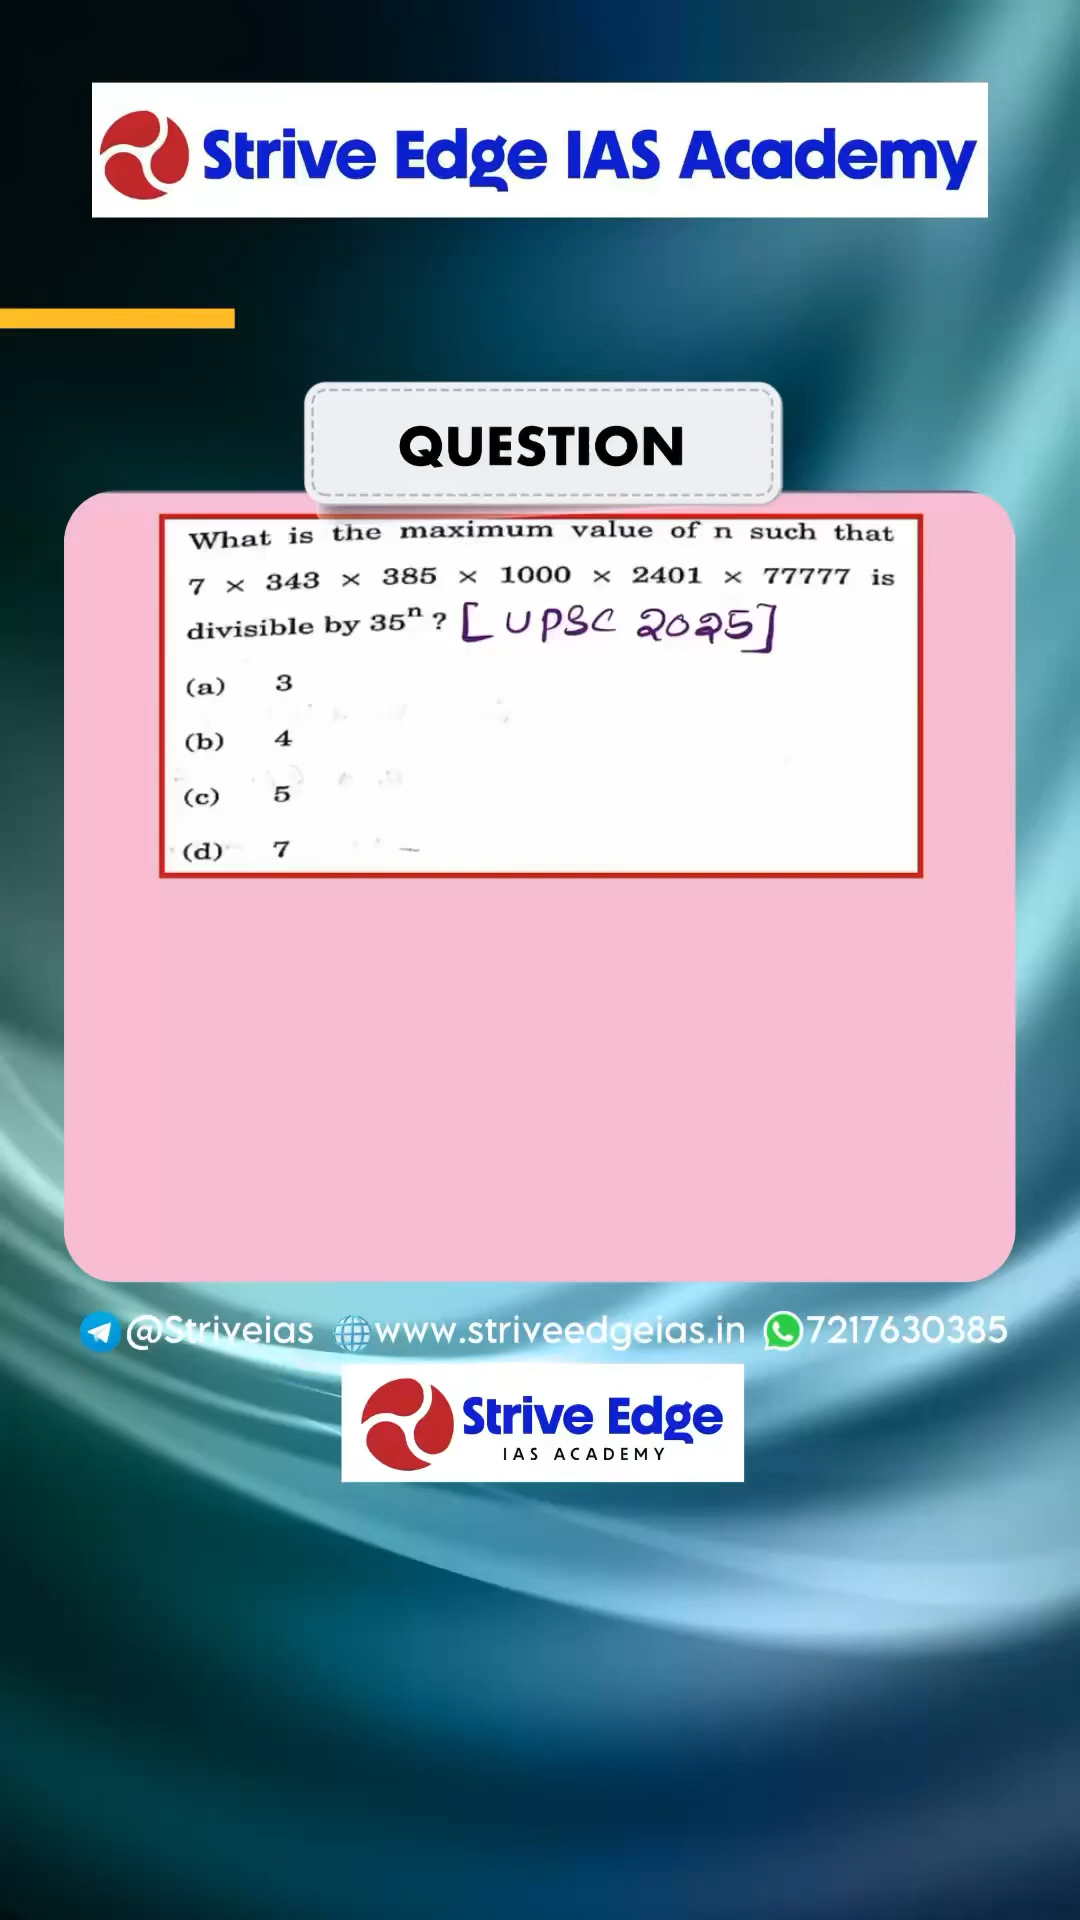 Strive Edge IAS Academy
QUESTION
What is the maximum value of n such that
7 × 343 × 385 × 1000 × 2401 × 77777 is
divisible by 35ⁿ ? [UPSC 2025]
(a) 3
(b) 4
(c) 5
(d) 7
@Striveias www.striveedgeias.in 7217630385
Strive Edge
IAS ACADEMY